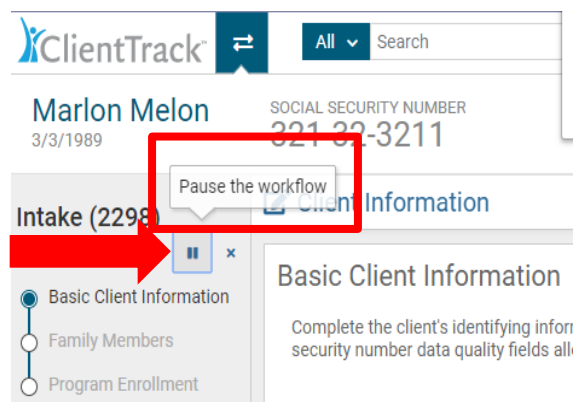 ClientTrack
All Search
Marlon Melon
3/3/1989
SOCIAL SECURITY NUMBER
321-32-3211
Pause the workflow
Intake (2298)
Client Information
Basic Client Information
Family Members
Program Enrollment
Basic Client Information
Complete the client's identifying infor
security number data quality fields all